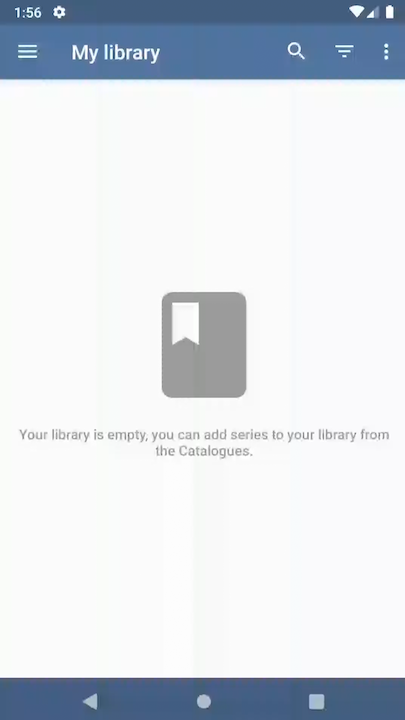 1:56
My library
Your library is empty, you can add series to your library from
the Catalogues.